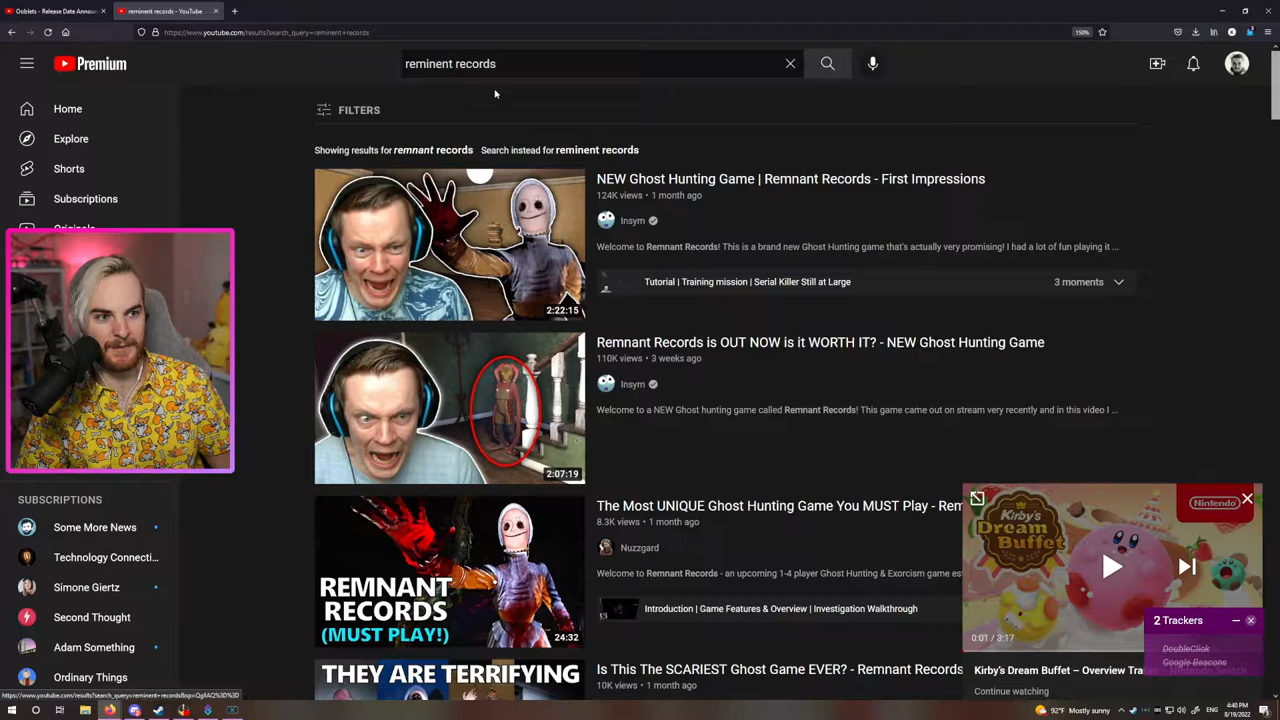 Ooblets - Release Date Announ
reminent records - YouTube
https://www.youtube.com/results?search_query=reminent+records
150%
Premium
reminent records
Home
Explore
Shorts
Subscriptions
FILTERS
Showing results for remnant records Search instead for reminent records
NEW Ghost Hunting Game | Remnant Records - First Impressions
124K views • 1 month ago
Insym
Welcome to Remnant Records! This is a brand new Ghost Hunting game that's actually very promising! I had a lot of fun playing it ...
Tutorial | Training mission | Serial Killer Still at Large
3 moments
2:22:15
Remnant Records is OUT NOW is it WORTH IT? - NEW Ghost Hunting Game
110K views • 3 weeks ago
Insym
Welcome to a NEW Ghost hunting game called Remnant Records! This game came out on stream very recently and in this video I ...
2:07:19
SUBSCRIPTIONS
Some More News
Technology Connecti...
Simone Giertz
Second Thought
Adam Something
Ordinary Things
The Most UNIQUE Ghost Hunting Game You MUST Play - Rem
8.3K views • 1 month ago
Nuzzgard
Welcome to Remnant Records - an upcoming 1-4 player Ghost Hunting & Exorcism game es
Introduction | Game Features & Overview | Investigation Walkthrough
REMNANT
RECORDS
(MUST PLAY!)
24:32
Is This The SCARIEST Ghost Game EVER? - Remnant Records
10K views • 1 month ago
THEY ARE TERRIFYING
Kirby's
Dream Buffet
Nintendo
0:01 / 3:17
Kirby's Dream Buffet – Overview Tra
Continue watching
2 Trackers
DoubleClick
Google Beacons
https://www.youtube.com/results?search_query=reminent+records&sp=QgIIAQ%3D%3D
92°F Mostly sunny
ENG
4:40 PM
8/19/2022